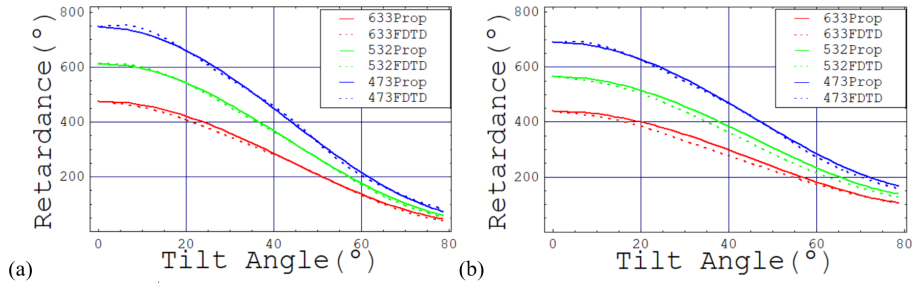 633Prop
633FDTD
532Prop
532FDTD
473Prop
473FDTD
Retardance(°)
800
600
400
200
0 20 40 60 80
Tilt Angle(°)
(a)
633Prop
633FDTD
532Prop
532FDTD
473Prop
473FDTD
Retardance(°)
800
600
400
200
0 20 40 60 80
Tilt Angle(°)
(b)